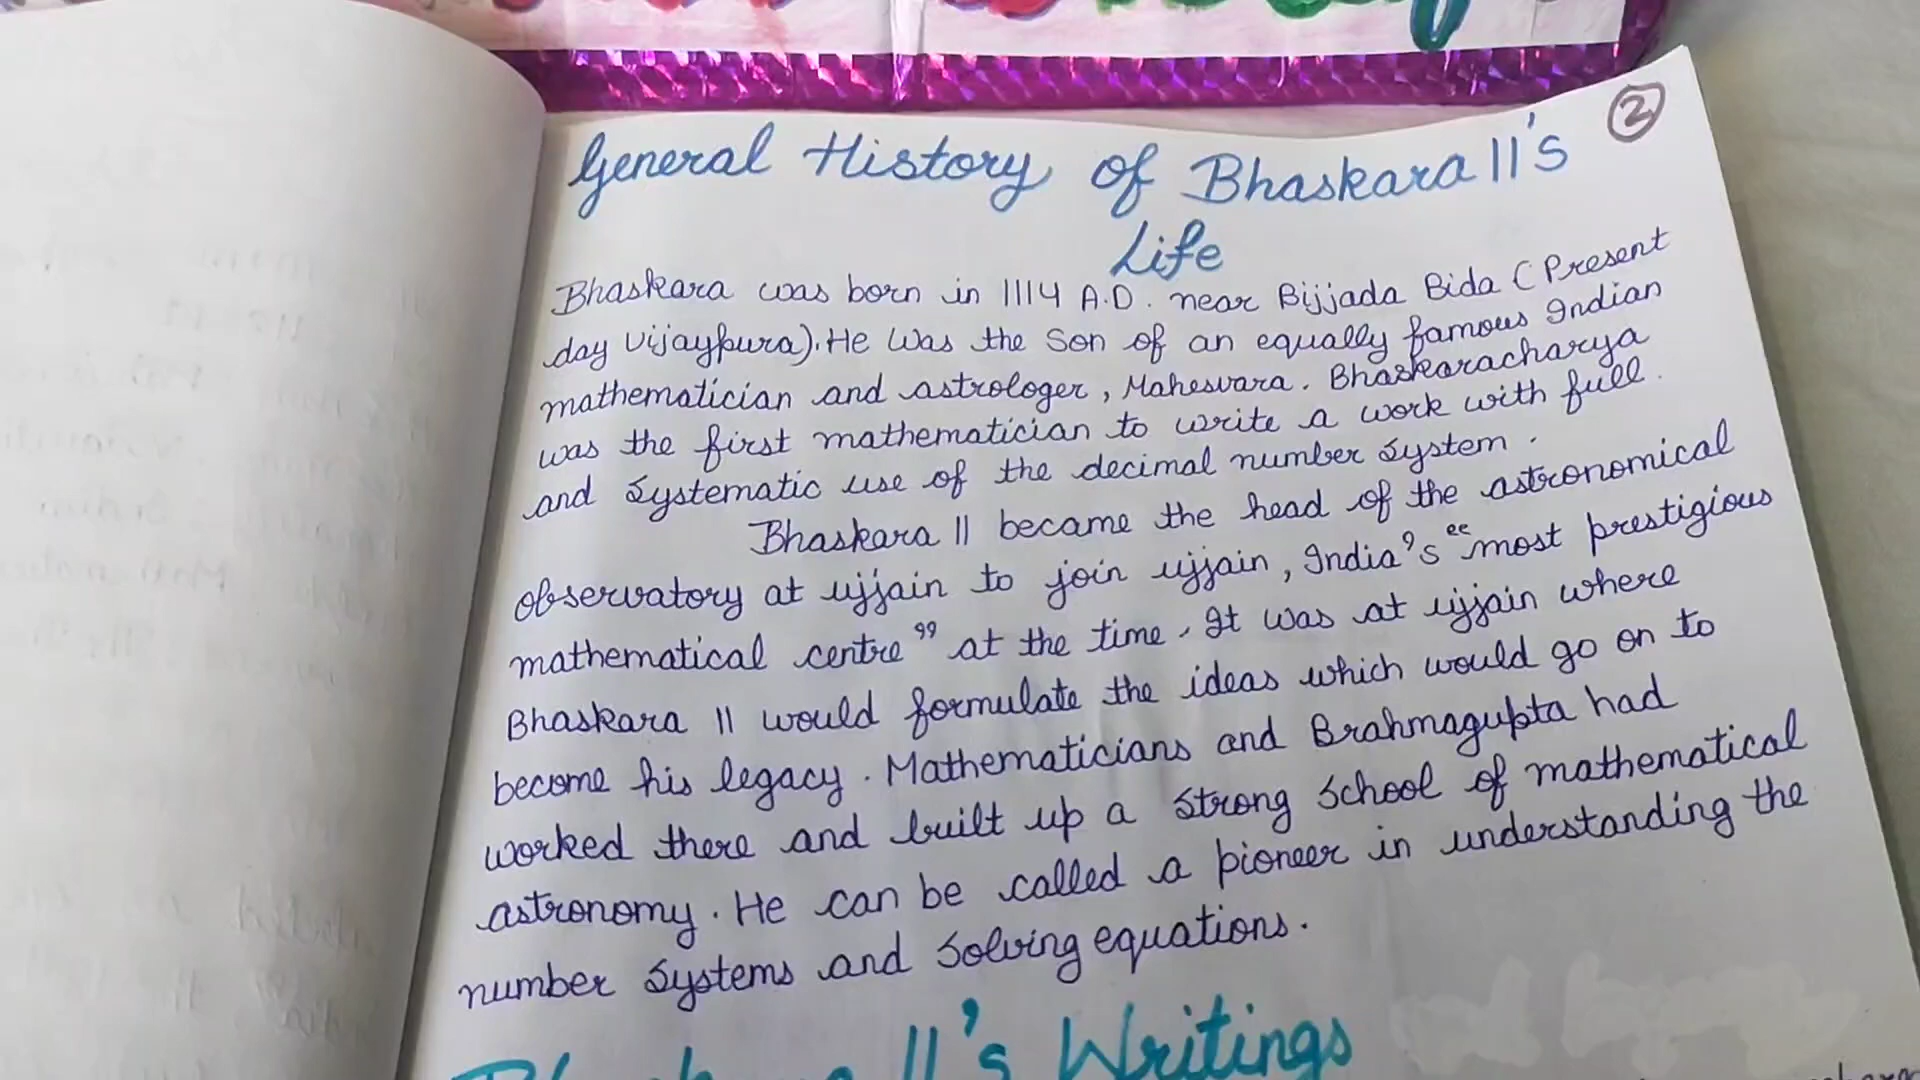 2
General History of Bhaskara II's
Life
Bhaskara was born in 1114 A.D. near Bijjada Bida (Present
day Vijaypura). He was the son of an equally famous Indian
mathematician and astrologer, Mahesvara. Bhaskaracharya
was the first mathematician to write a work with full
and systematic use of the decimal number system.
Bhaskara II became the head of the astronomical
observatory at ujjain to join ujjain, India's "most prestigious
mathematical centre" at the time. It was at ujjain where
Bhaskara II would formulate the ideas which would go on to
become his legacy. Mathematicians and Brahmagupta had
worked there and built up a strong school of mathematical
astronomy. He can be called a pioneer in understanding the
number systems and solving equations.
II's Writings